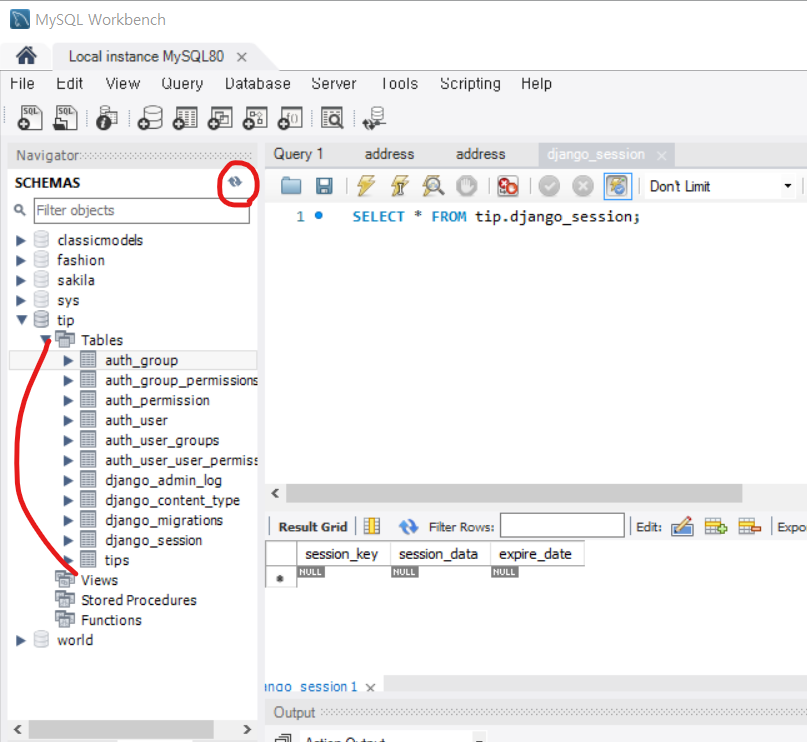 MySQL Workbench
Local instance MySQL80
File Edit View Query Database Server Tools Scripting Help
SQL SQL
Navigator
Query 1 address address django_session
SCHEMAS
Filter objects
Don't Limit
1 SELECT * FROM tip.django_session;
classicmodels
fashion
sakila
sys
tip
Tables
auth_group
auth_group_permissions
auth_permission
auth_user
auth_user_groups
auth_user_user_permiss
django_admin_log
django_content_type
django_migrations
django_session
tips
Views
Stored Procedures
Functions
world
Result Grid Filter Rows: Edit: Expo
session_key session_data expire_date
NULL NULL NULL
ngo_session 1
Output
Action Output